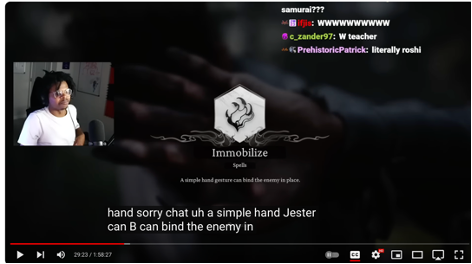 samurai???
ifjis: WWWWWWWWWW
c_zander97: W teacher
PrehistoricPatrick: literally roshi
Immobilize
Spells
A simple hand gesture can bind the enemy in place.
hand sorry chat uh a simple hand Jester
can B can bind the enemy in
29:23 / 1:58:27